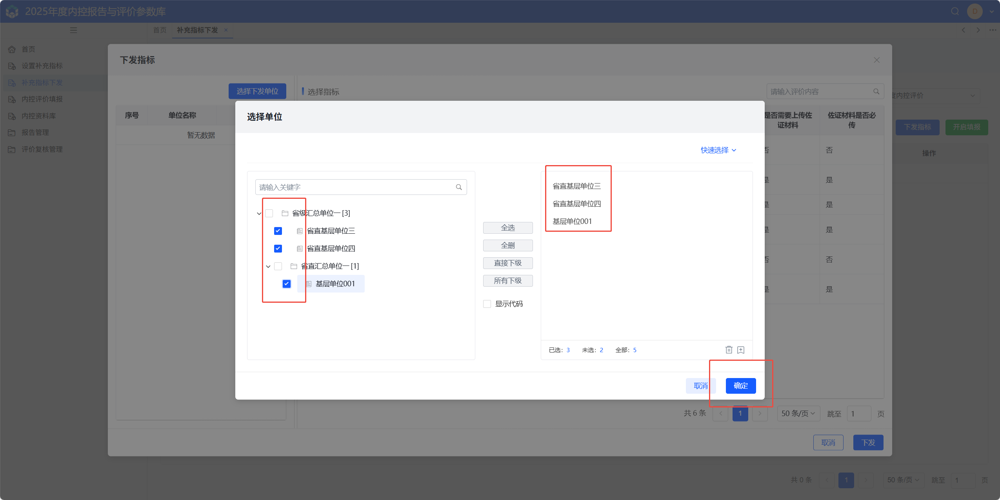 2025年度内控报告与评价参数库
D
首页
补充指标下发
首页
设置补充指标
补充指标下发
内控评价填报
内控资料库
报告管理
评价复核管理
下发指标
选择下发单位
选择指标
请输入评价内容
度内控评价
序号
单位名称
是否需要上传佐
证材料
佐证材料是否必
传
下发指标
开启填报
暂无数据
操作
选择单位
快速选择
请输入关键字
省级汇总单位一 [3]
省直基层单位三
省直基层单位四
省直汇总单位一 [1]
基层单位001
全选
全删
直接下级
所有下级
显示代码
省直基层单位三
省直基层单位四
基层单位001
已选: 3 未选: 2 全部: 5
取消
确定
否
否
是
是
是
是
是
是
否
否
是
是
共 6 条
1
50 条/页
跳至
1
页
取消
下发
共 0 条
1
50 条/页
跳至
1
页